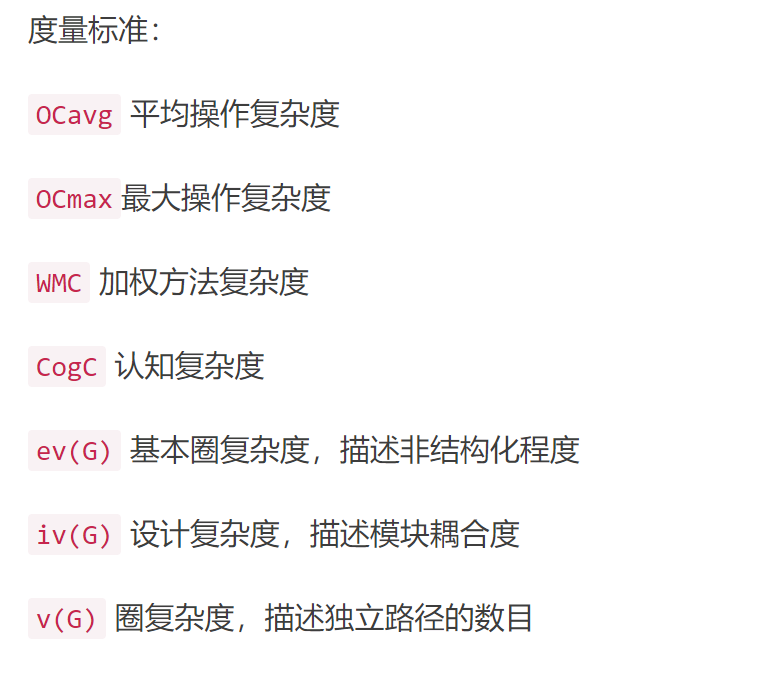 度量标准：
OCavg 平均操作复杂度
OCmax最大操作复杂度
WMC 加权方法复杂度
CogC 认知复杂度
ev(G) 基本圈复杂度，描述非结构化程度
iv(G) 设计复杂度，描述模块耦合度
v(G) 圈复杂度，描述独立路径的数目